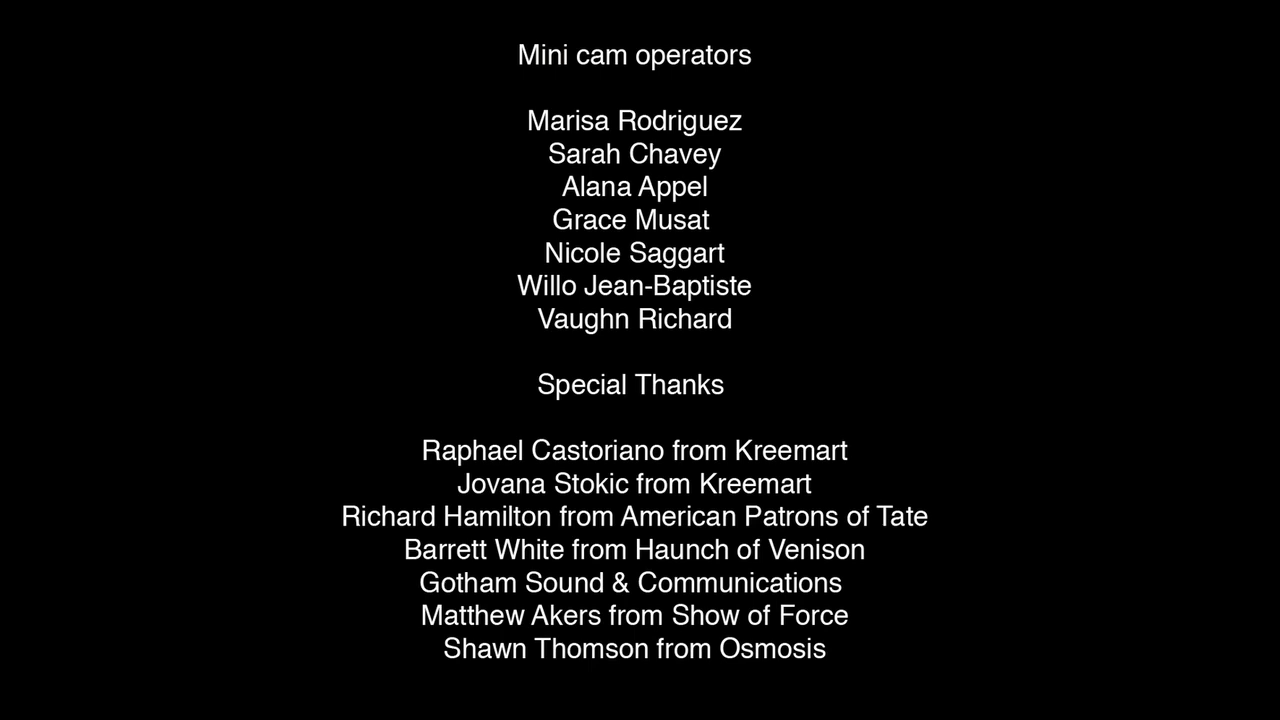 Mini cam operators
Marisa Rodriguez
Sarah Chavey
Alana Appel
Grace Musat
Nicole Saggart
Willo Jean-Baptiste
Vaughn Richard
Special Thanks
Raphael Castoriano from Kreemart
Jovana Stokic from Kreemart
Richard Hamilton from American Patrons of Tate
Barrett White from Haunch of Venison
Gotham Sound & Communications
Matthew Akers from Show of Force
Shawn Thomson from Osmosis